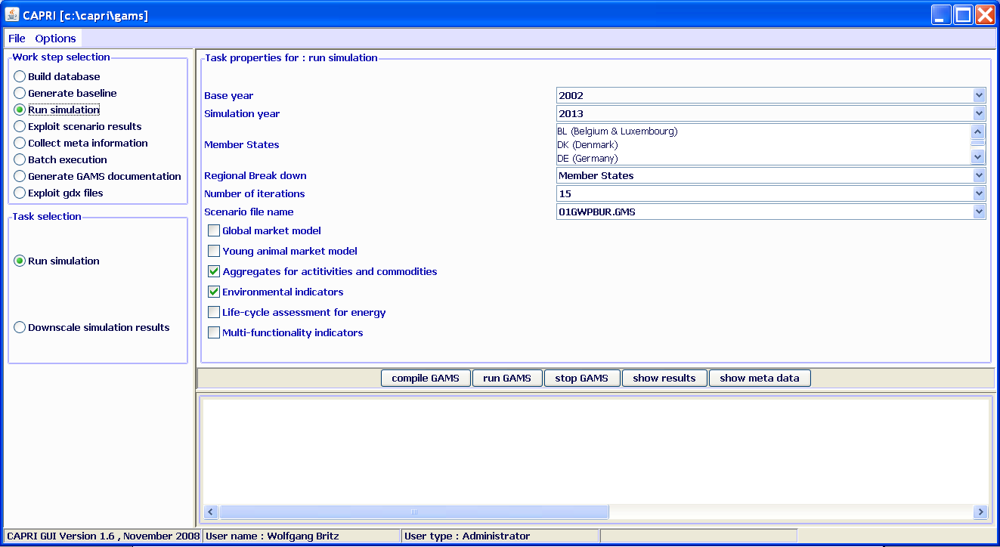 CAPRI [c:\capri\gams]
File Options
Work step selection
Build database
Generate baseline
Run simulation
Exploit scenario results
Collect meta information
Batch execution
Generate GAMS documentation
Exploit gdx files
Task selection
Run simulation
Downscale simulation results
Task properties for : run simulation
Base year 2002
Simulation year 2013
Member States
BL (Belgium & Luxembourg)
DK (Denmark)
DE (Germany)
Regional Break down Member States
Number of iterations 15
Scenario file name 01GWPBUR.GMS
Global market model
Young animal market model
Aggregates for actitivities and commodities
Environmental indicators
Life-cycle assessment for energy
Multi-functionality indicators
compile GAMS run GAMS stop GAMS show results show meta data
CAPRI GUI Version 1.6 , November 2008 User name : Wolfgang Britz User type : Administrator